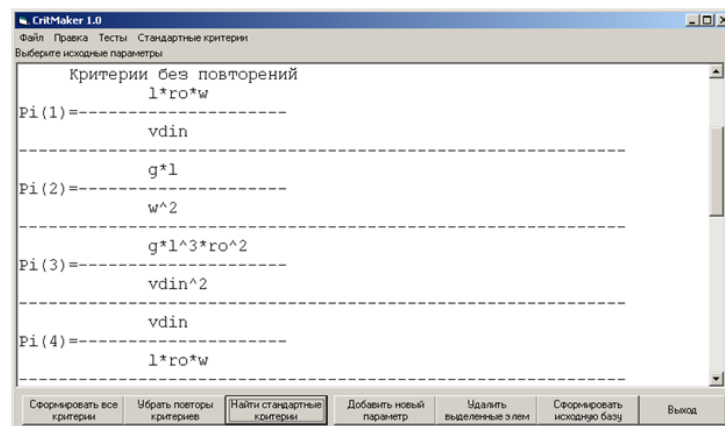 CritMaker 1.0
Файл Правка Тесты Стандартные критерии
Выберите исходные параметры
Критерии без повторений
l*ro*w
Pi(1)=---------------------
vdin
-------------------------------------------------------------
g*l
Pi(2)=---------------------
w^2
-------------------------------------------------------------
g*l^3*ro^2
Pi(3)=---------------------
vdin^2
-------------------------------------------------------------
vdin
Pi(4)=---------------------
l*ro*w
-------------------------------------------------------------
Сформировать все критерии
Убрать повторы критериев
Найти стандартные критерии
Добавить новый параметр
Удалить выделенные элем
Сформировать исходную базу
Выход